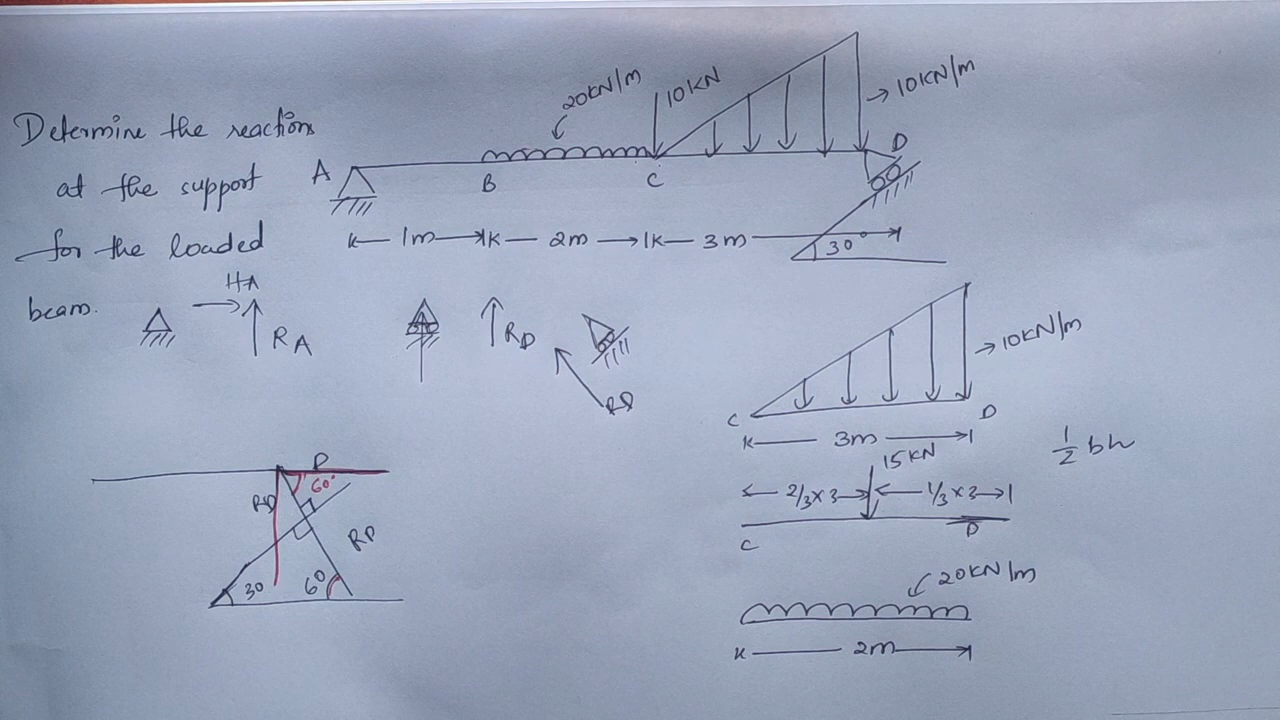 Determine the reactions
at the support
for the loaded
beam.
20KN/m
10KN
10KN/m
A
B
C
D
1m
2m
3m
30°
HA
RA
RD
RD
10KN/m
C
D
3m
1/2 bh
15KN
2/3×3
1/3×3
C
D
20KN/m
2m
D
60°
RD
RD
30
60